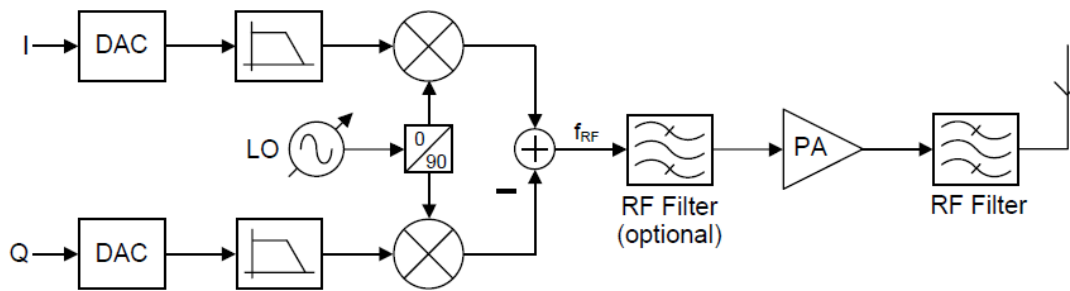 I
DAC
LO
0
90
f_RF
PA
RF Filter
(optional)
RF Filter
Q
DAC